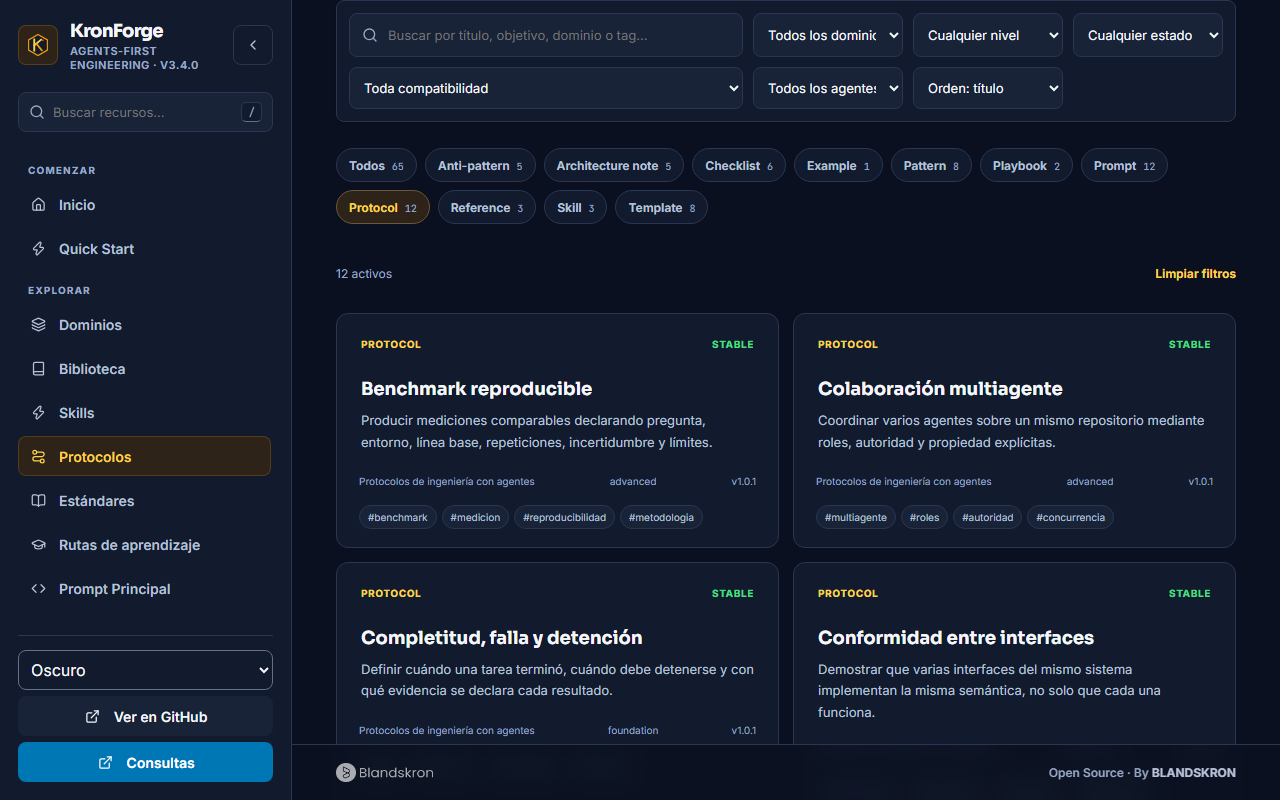 KronForge
AGENTS-FIRST
ENGINEERING · V3.4.0
Buscar recursos...
/
COMENZAR
Inicio
Quick Start
EXPLORAR
Dominios
Biblioteca
Skills
Protocolos
Estándares
Rutas de aprendizaje
Prompt Principal
Oscuro
Ver en GitHub
Consultas
Buscar por título, objetivo, dominio o tag...
Todos los dominic
Cualquier nivel
Cualquier estado
Toda compatibilidad
Todos los agentes
Orden: título
Todos 65
Anti-pattern 5
Architecture note 5
Checklist 6
Example 1
Pattern 8
Playbook 2
Prompt 12
Protocol 12
Reference 3
Skill 3
Template 8
12 activos
Limpiar filtros
PROTOCOL
STABLE
Benchmark reproducible
Producir mediciones comparables declarando pregunta,
entorno, línea base, repeticiones, incertidumbre y límites.
Protocolos de ingeniería con agentes
advanced
v1.0.1
#benchmark
#medicion
#reproducibilidad
#metodologia
PROTOCOL
STABLE
Colaboración multiagente
Coordinar varios agentes sobre un mismo repositorio mediante
roles, autoridad y propiedad explícitas.
Protocolos de ingeniería con agentes
advanced
v1.0.1
#multiagente
#roles
#autoridad
#concurrencia
PROTOCOL
STABLE
Completitud, falla y detención
Definir cuándo una tarea terminó, cuándo debe detenerse y con
qué evidencia se declara cada resultado.
Protocolos de ingeniería con agentes
foundation
v1.0.1
PROTOCOL
STABLE
Conformidad entre interfaces
Demostrar que varias interfaces del mismo sistema
implementan la misma semántica, no solo que cada una
funciona.
Blandskron
Open Source · By BLANDSKRON